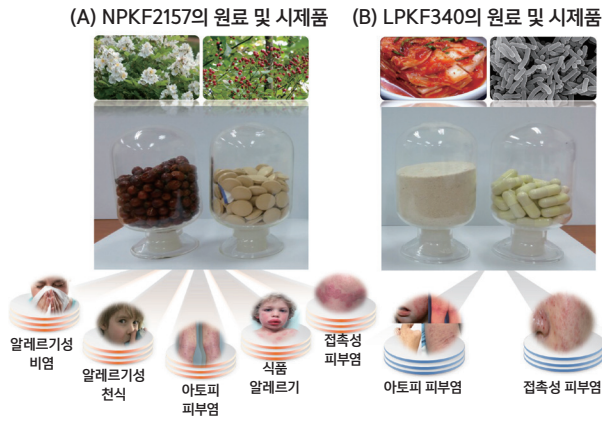 (A) NPKF2157의 원료 및 시제품
(B) LPKF340의 원료 및 시제품
알레르기성
비염
알레르기성
천식
아토피
피부염
식품
알레르기
접촉성
피부염
아토피 피부염
접촉성 피부염